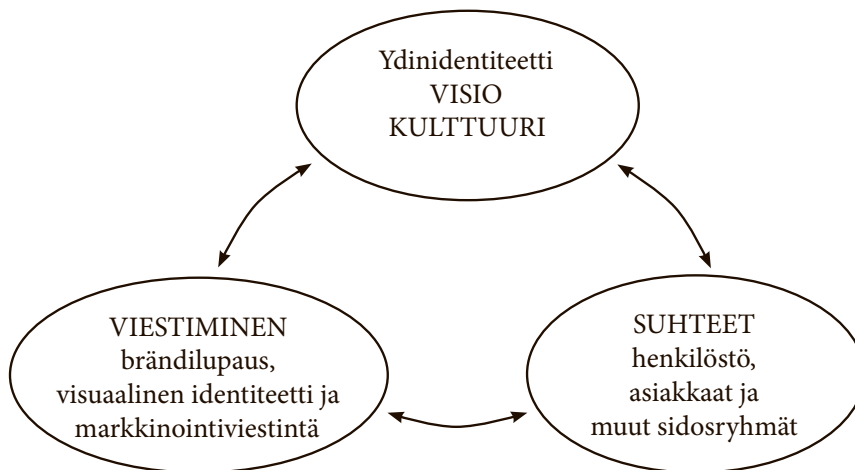 Ydinidentiteetti
VISIO
KULTTUURI
VIESTIMINEN
brändilupaus,
visuaalinen identiteetti ja
markkinointiviestintä
SUHTEET
henkilöstö,
asiakkaat ja
muut sidosryhmät